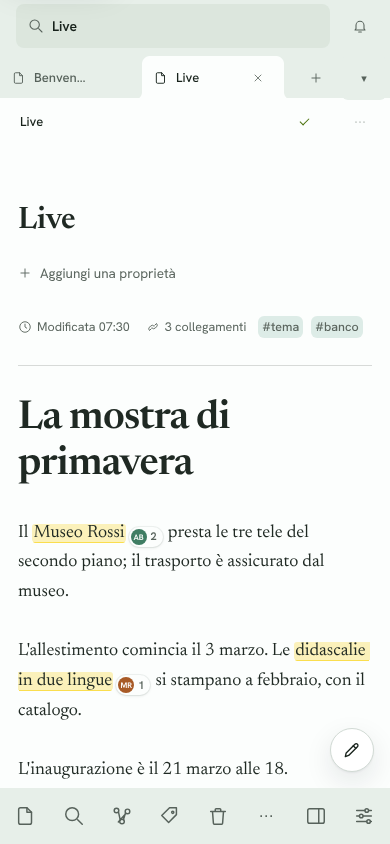 Live
Benven...
Live
Live
Live
Aggiungi una proprietà
Modificata 07:30
3 collegamenti
#tema
#banco
La mostra di
primavera
Il Museo Rossi AB 2 presta le tre tele del
secondo piano; il trasporto è assicurato dal
museo.
L'allestimento comincia il 3 marzo. Le didascalie
in due lingue MR 1 si stampano a febbraio, con il
catalogo.
L'inaugurazione è il 21 marzo alle 18.